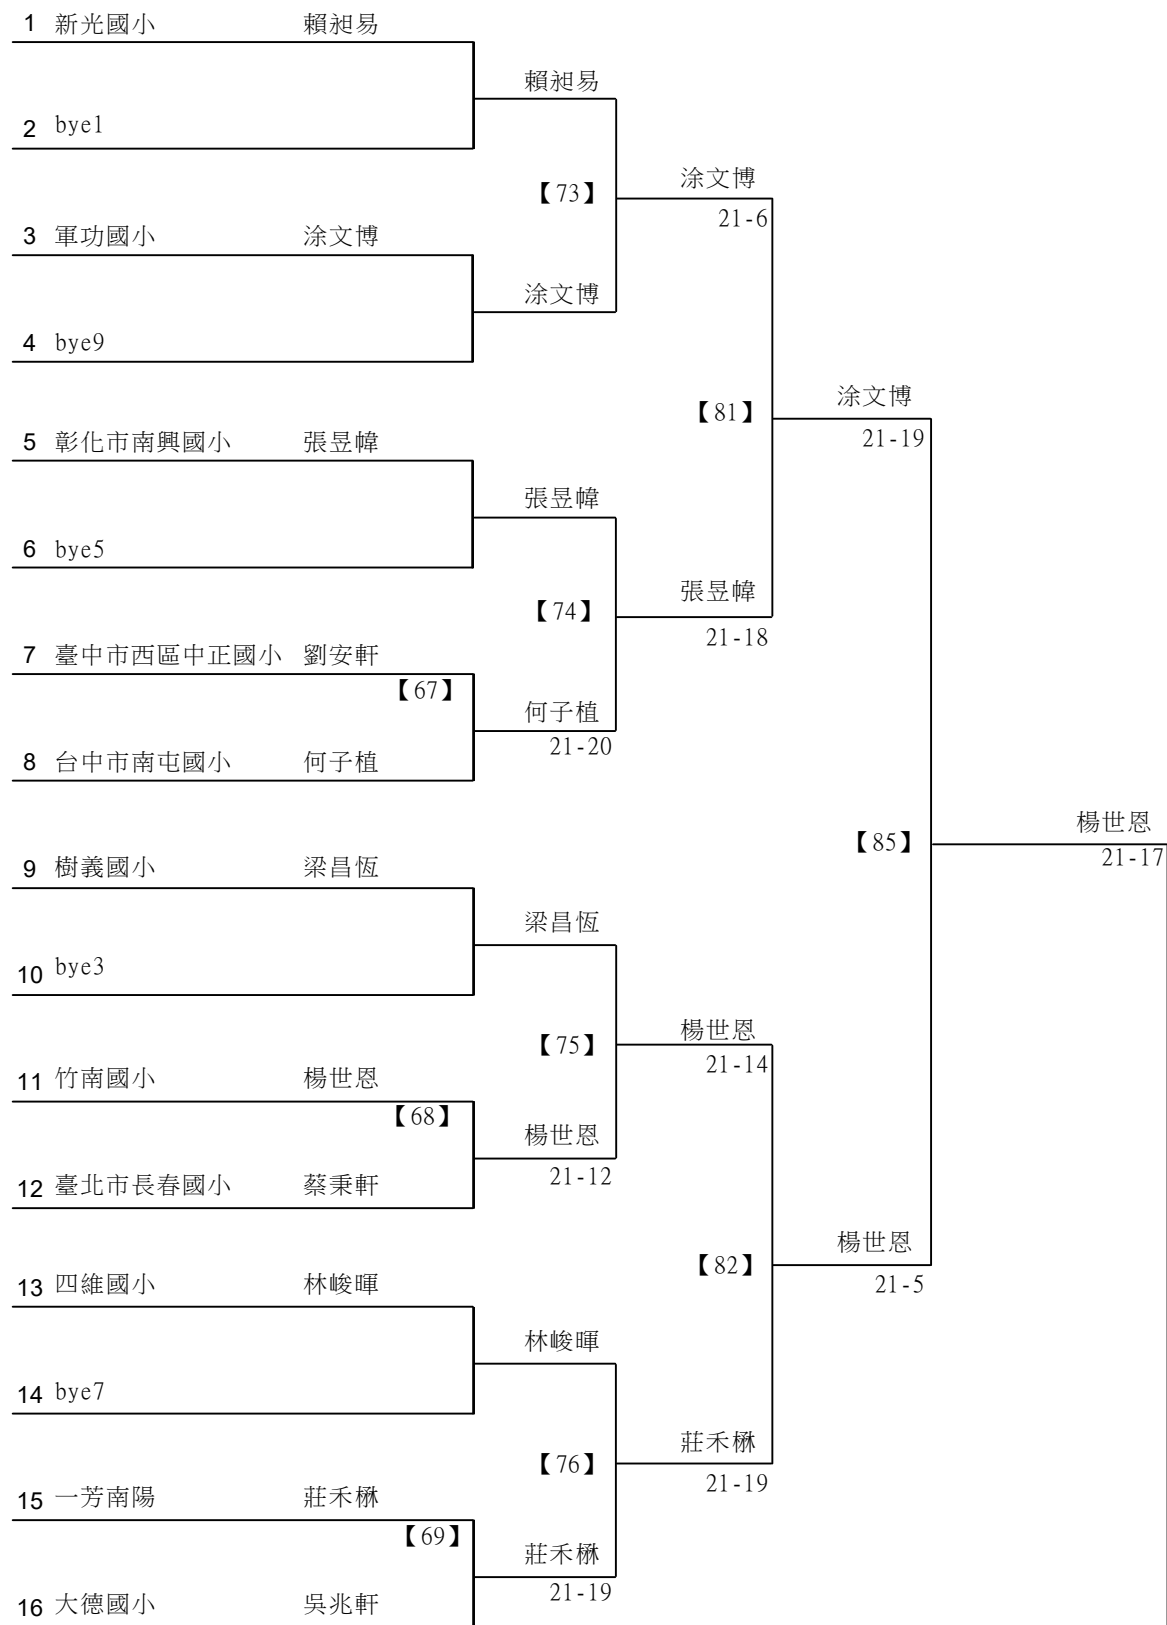 1 新光國小 賴昶易
賴昶易
2 bye1
【73】 涂文博
21-6
3 軍功國小 涂文博
涂文博
4 bye9
【81】 涂文博
21-19
5 彰化市南興國小 張昱幃
張昱幃
6 bye5
【74】 張昱幃
21-18
7 臺中市西區中正國小 劉安軒
【67】
何子植
21-20
8 台中市南屯國小 何子植
【85】 楊世恩
21-17
9 樹義國小 梁昌恆
梁昌恆
10 bye3
【75】 楊世恩
21-14
11 竹南國小 楊世恩
【68】
楊世恩
21-12
12 臺北市長春國小 蔡秉軒
【82】 楊世恩
21-5
13 四維國小 林峻暉
林峻暉
14 bye7
【76】 莊禾楙
21-19
15 一芳南陽 莊禾楙
【69】
莊禾楙
21-19
16 大德國小 吳兆軒